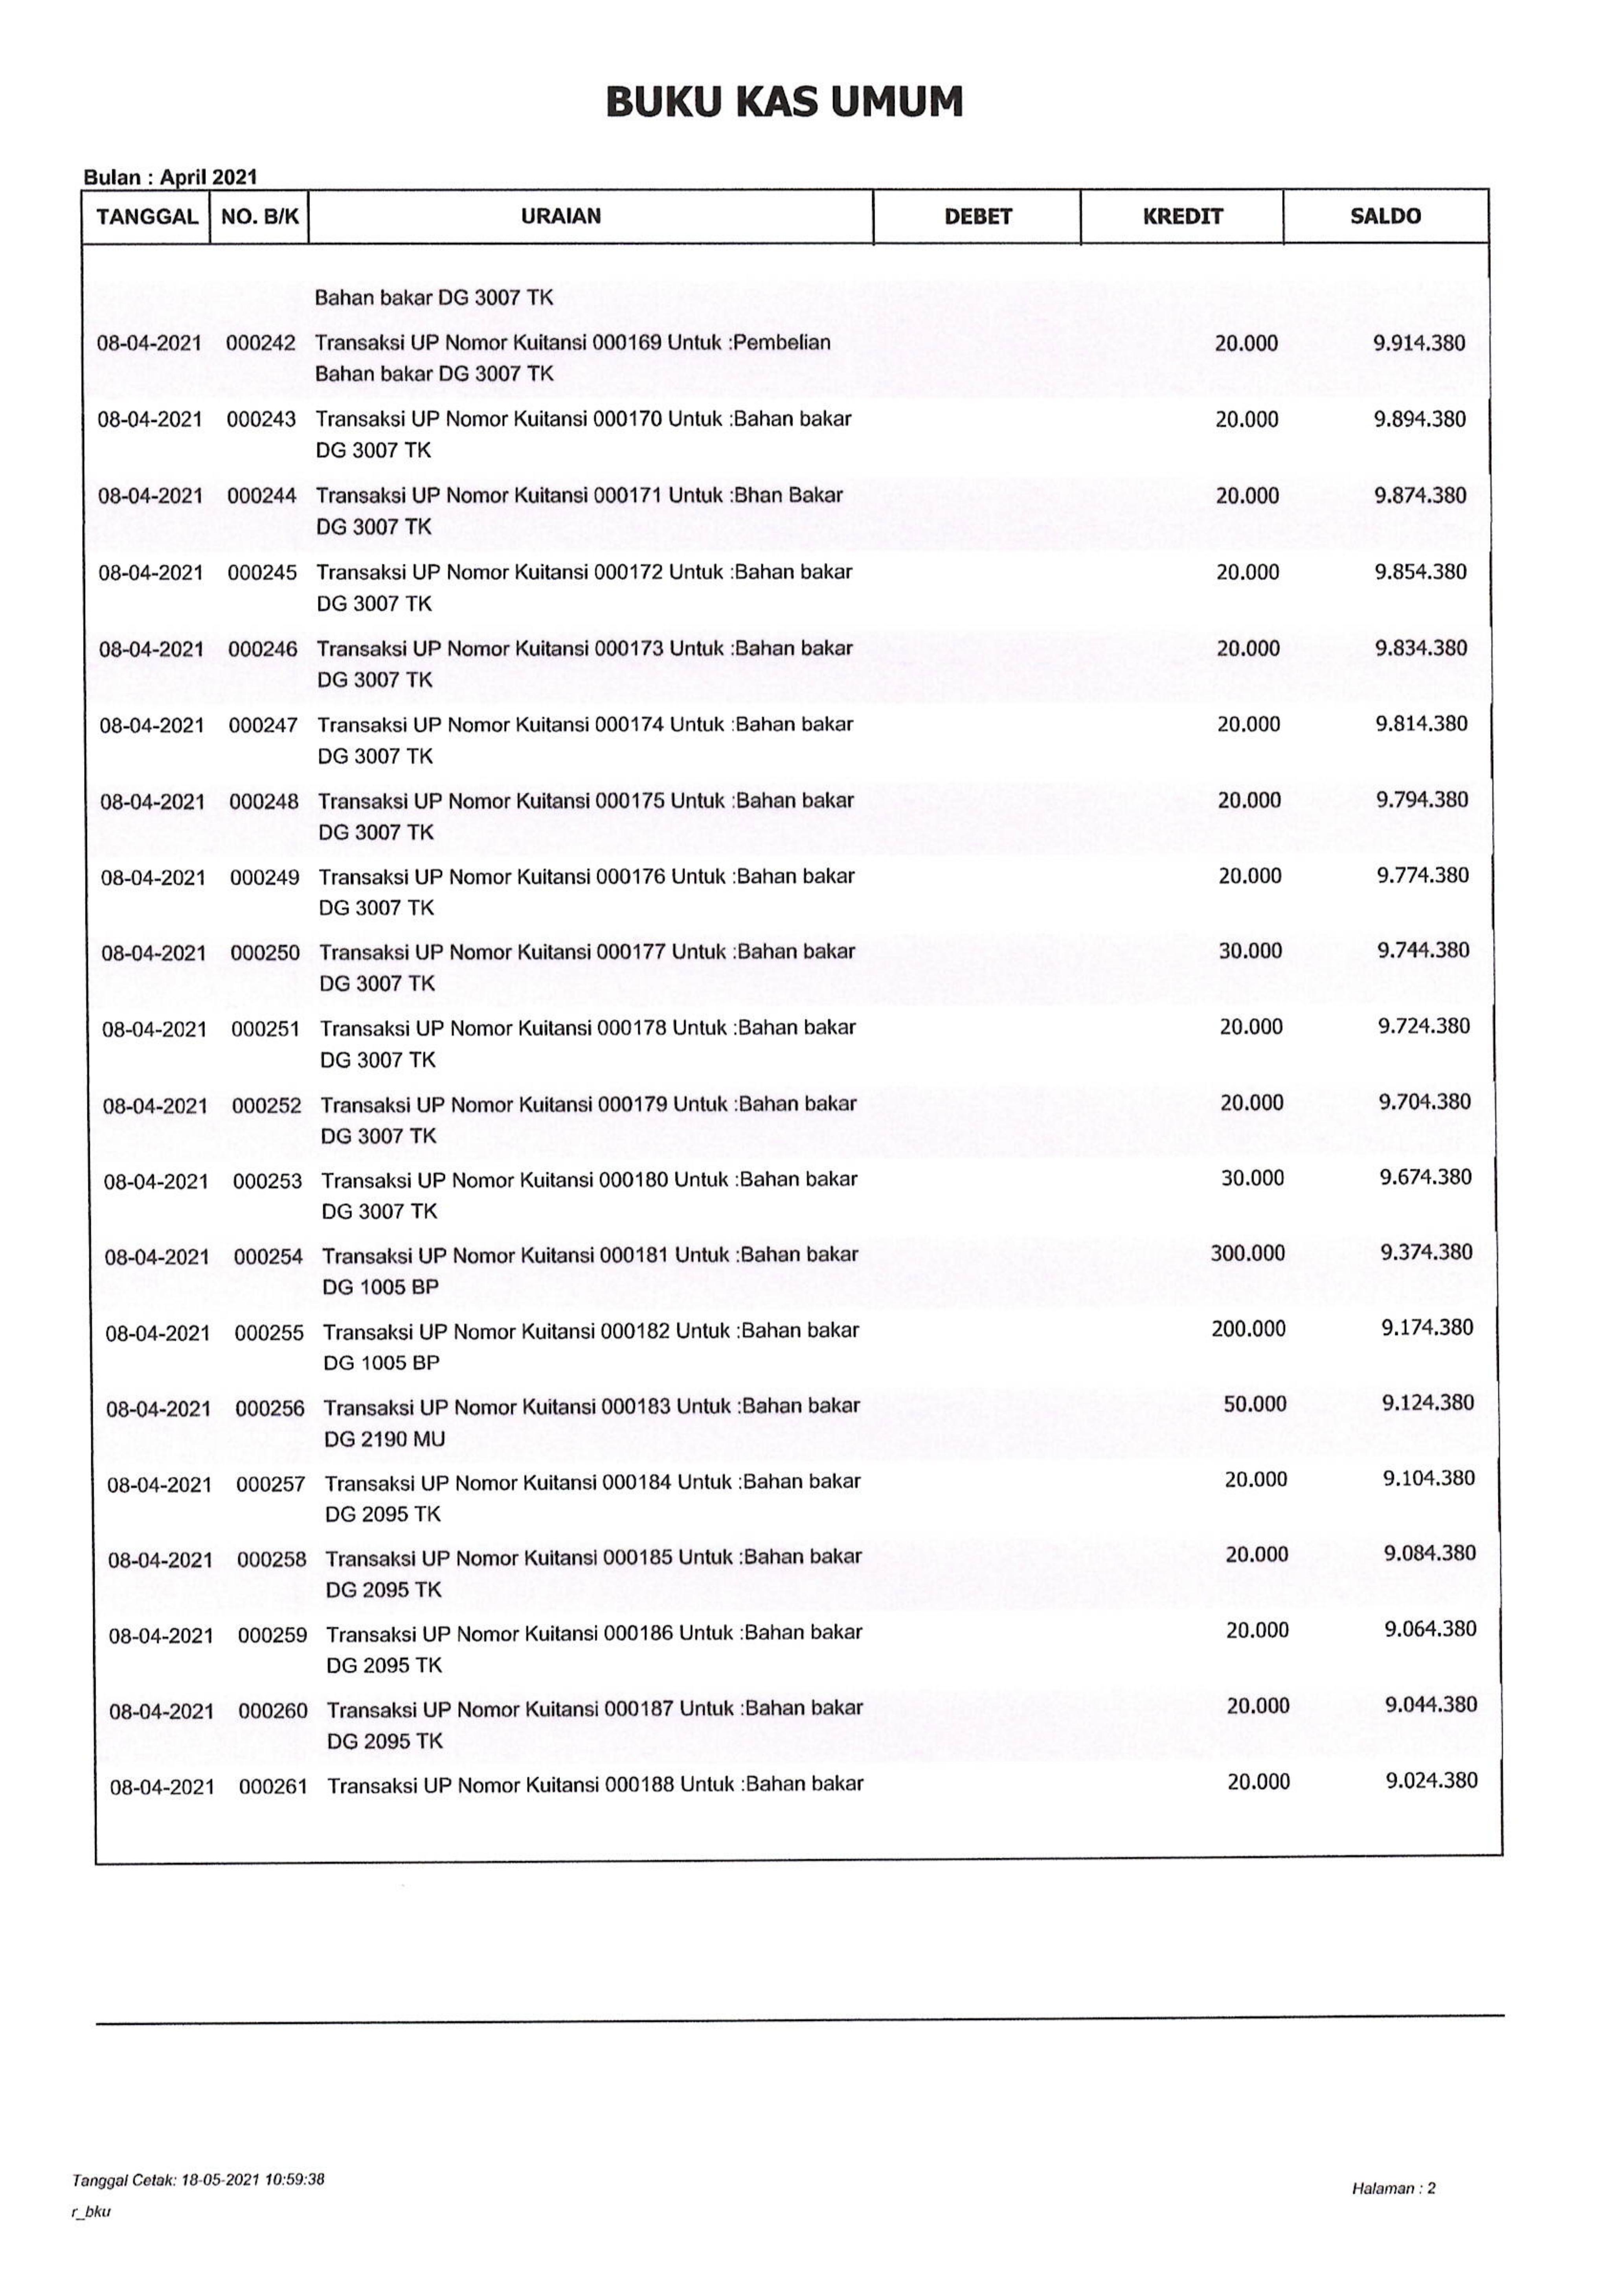 BUKU KAS UMUM
Bulan : April 2021
TANGGAL NO. B/K URAIAN DEBET KREDIT SALDO
Bahan bakar DG 3007 TK
08-04-2021 000242 Transaksi UP Nomor Kuitansi 000169 Untuk :Pembelian 20.000 9.914.380
Bahan bakar DG 3007 TK
08-04-2021 000243 Transaksi UP Nomor Kuitansi 000170 Untuk :Bahan bakar 20.000 9.894.380
DG 3007 TK
08-04-2021 000244 Transaksi UP Nomor Kuitansi 000171 Untuk :Bhan Bakar 20.000 9.874.380
DG 3007 TK
08-04-2021 000245 Transaksi UP Nomor Kuitansi 000172 Untuk :Bahan bakar 20.000 9.854.380
DG 3007 TK
08-04-2021 000246 Transaksi UP Nomor Kuitansi 000173 Untuk :Bahan bakar 20.000 9.834.380
DG 3007 TK
08-04-2021 000247 Transaksi UP Nomor Kuitansi 000174 Untuk :Bahan bakar 20.000 9.814.380
DG 3007 TK
08-04-2021 000248 Transaksi UP Nomor Kuitansi 000175 Untuk :Bahan bakar 20.000 9.794.380
DG 3007 TK
08-04-2021 000249 Transaksi UP Nomor Kuitansi 000176 Untuk :Bahan bakar 20.000 9.774.380
DG 3007 TK
08-04-2021 000250 Transaksi UP Nomor Kuitansi 000177 Untuk :Bahan bakar 30.000 9.744.380
DG 3007 TK
08-04-2021 000251 Transaksi UP Nomor Kuitansi 000178 Untuk :Bahan bakar 20.000 9.724.380
DG 3007 TK
08-04-2021 000252 Transaksi UP Nomor Kuitansi 000179 Untuk :Bahan bakar 20.000 9.704.380
DG 3007 TK
08-04-2021 000253 Transaksi UP Nomor Kuitansi 000180 Untuk :Bahan bakar 30.000 9.674.380
DG 3007 TK
08-04-2021 000254 Transaksi UP Nomor Kuitansi 000181 Untuk :Bahan bakar 300.000 9.374.380
DG 1005 BP
08-04-2021 000255 Transaksi UP Nomor Kuitansi 000182 Untuk :Bahan bakar 200.000 9.174.380
DG 1005 BP
08-04-2021 000256 Transaksi UP Nomor Kuitansi 000183 Untuk :Bahan bakar 50.000 9.124.380
DG 2190 MU
08-04-2021 000257 Transaksi UP Nomor Kuitansi 000184 Untuk :Bahan bakar 20.000 9.104.380
DG 2095 TK
08-04-2021 000258 Transaksi UP Nomor Kuitansi 000185 Untuk :Bahan bakar 20.000 9.084.380
DG 2095 TK
08-04-2021 000259 Transaksi UP Nomor Kuitansi 000186 Untuk :Bahan bakar 20.000 9.064.380
DG 2095 TK
08-04-2021 000260 Transaksi UP Nomor Kuitansi 000187 Untuk :Bahan bakar 20.000 9.044.380
DG 2095 TK
08-04-2021 000261 Transaksi UP Nomor Kuitansi 000188 Untuk :Bahan bakar 20.000 9.024.380
Tanggal Cetak: 18-05-2021 10:59:38
Halaman : 2
r_bku